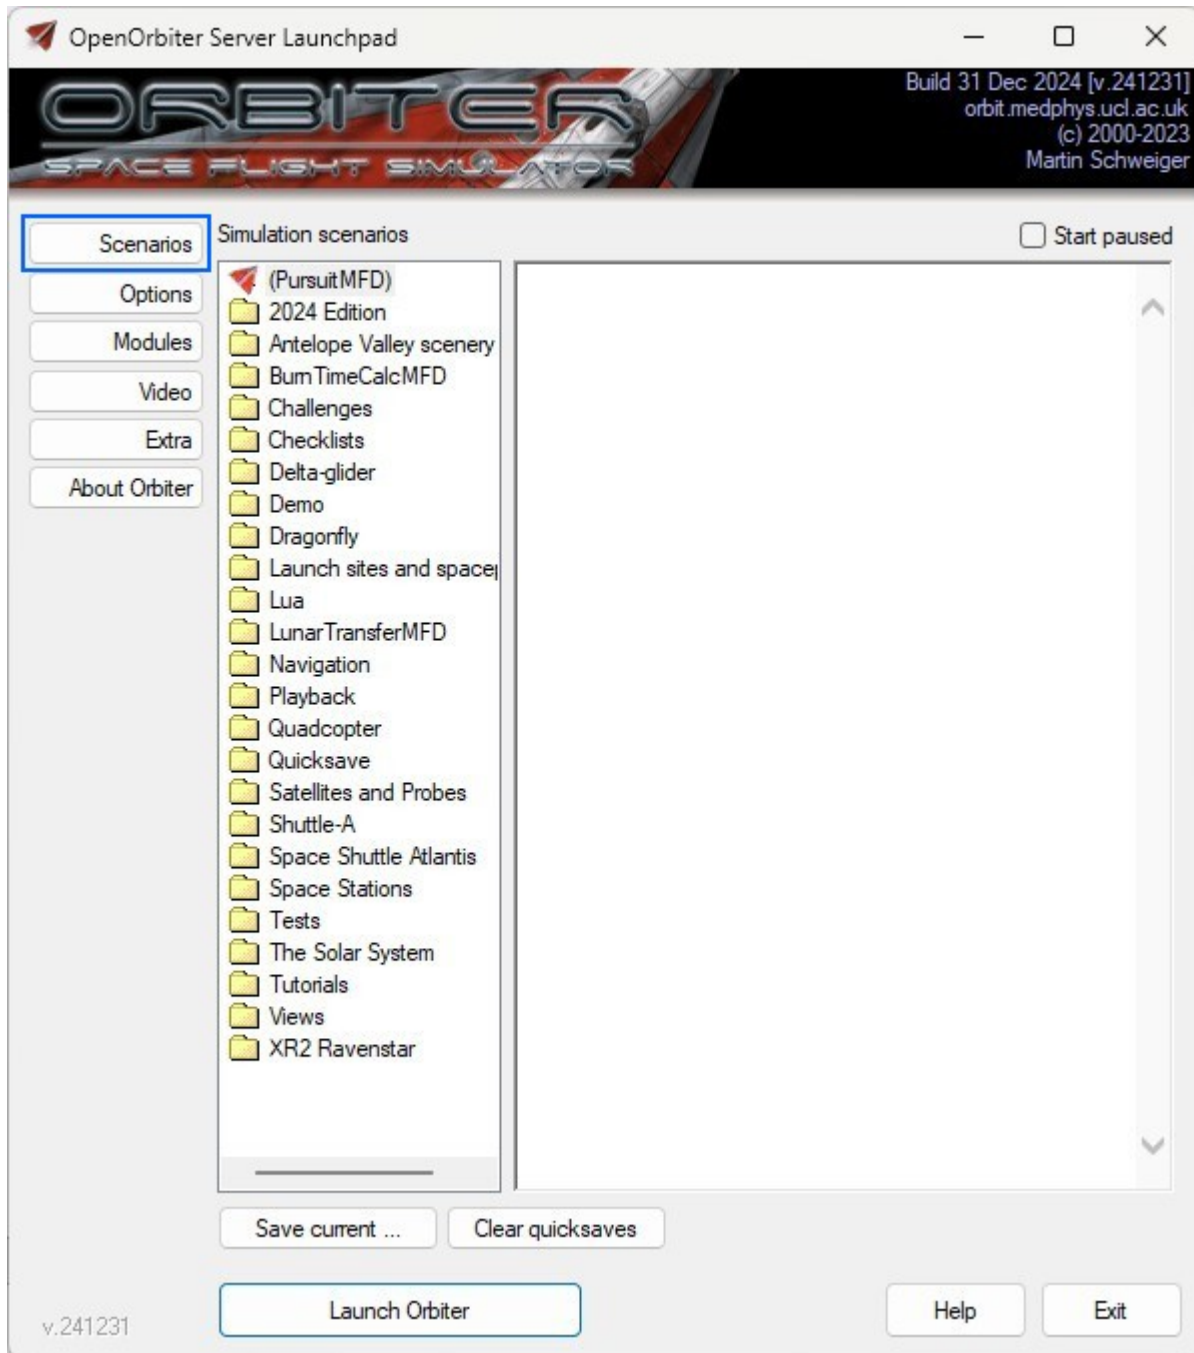 OpenOrbiter Server Launchpad
ORBITER
SPACE FLIGHT SIMULATOR
Build 31 Dec 2024 [v.241231]
orbit.medphys.ucl.ac.uk
(c) 2000-2023
Martin Schweiger
Scenarios
Options
Modules
Video
Extra
About Orbiter
Simulation scenarios
Start paused
(PursuitMFD)
2024 Edition
Antelope Valley scenery
BurnTimeCalcMFD
Challenges
Checklists
Delta-glider
Demo
Dragonfly
Launch sites and space
Lua
LunarTransferMFD
Navigation
Playback
Quadcopter
Quicksave
Satellites and Probes
Shuttle-A
Space Shuttle Atlantis
Space Stations
Tests
The Solar System
Tutorials
Views
XR2 Ravenstar
Save current ...
Clear quicksaves
v.241231
Launch Orbiter
Help
Exit